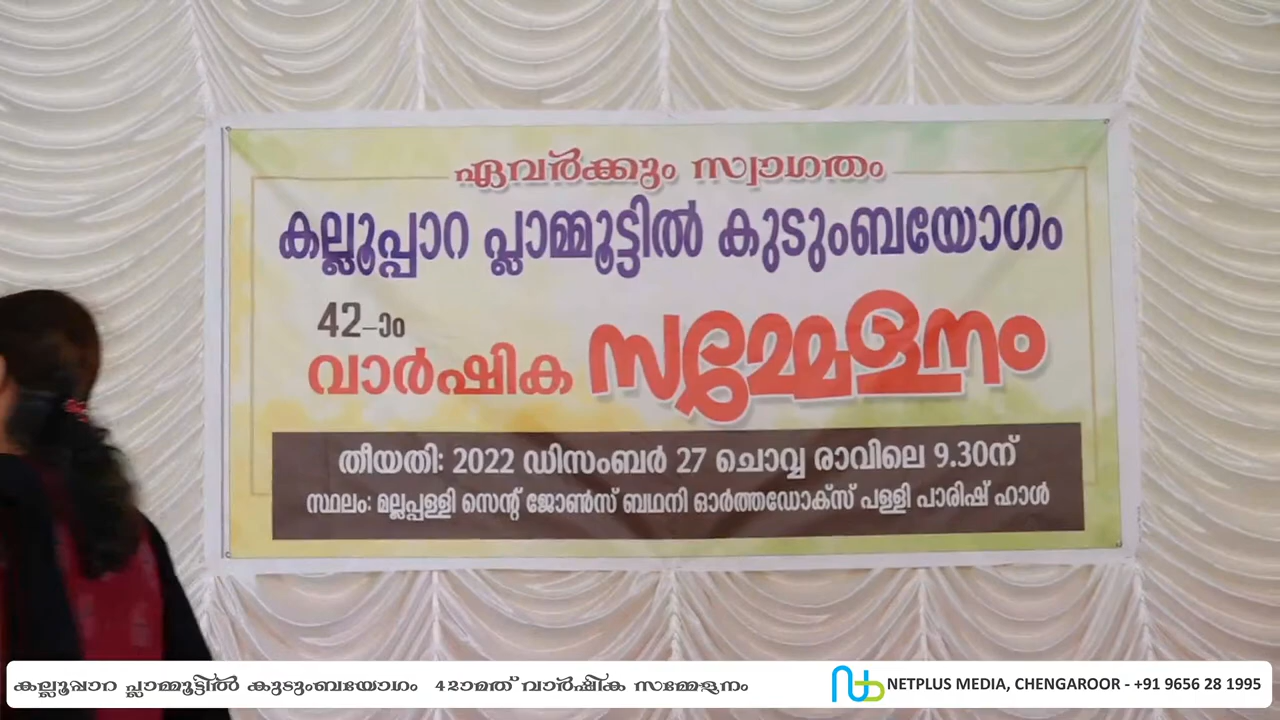 ഏവർക്കും സ്വാഗതം
കല്ലൂപ്പാറ പ്ലാമ്മൂട്ടിൽ കുടുംബയോഗം
42-ാം
വാർഷിക സമ്മേളനം
തീയതി: 2022 ഡിസംബർ 27 ചൊവ്വ രാവിലെ 9.30ന്
സ്ഥലം: മല്ലപ്പള്ളി സെന്റ് ജോൺസ് ബഥനി ഓർത്തഡോക്സ് പള്ളി പാരിഷ് ഹാൾ
കല്ലൂപ്പാറ പ്ലാമ്മൂട്ടിൽ കുടുംബയോഗം 42ാമത് വാർഷിക സമ്മേളനം
NETPLUS MEDIA, CHENGAROOR - +91 9656 28 1995